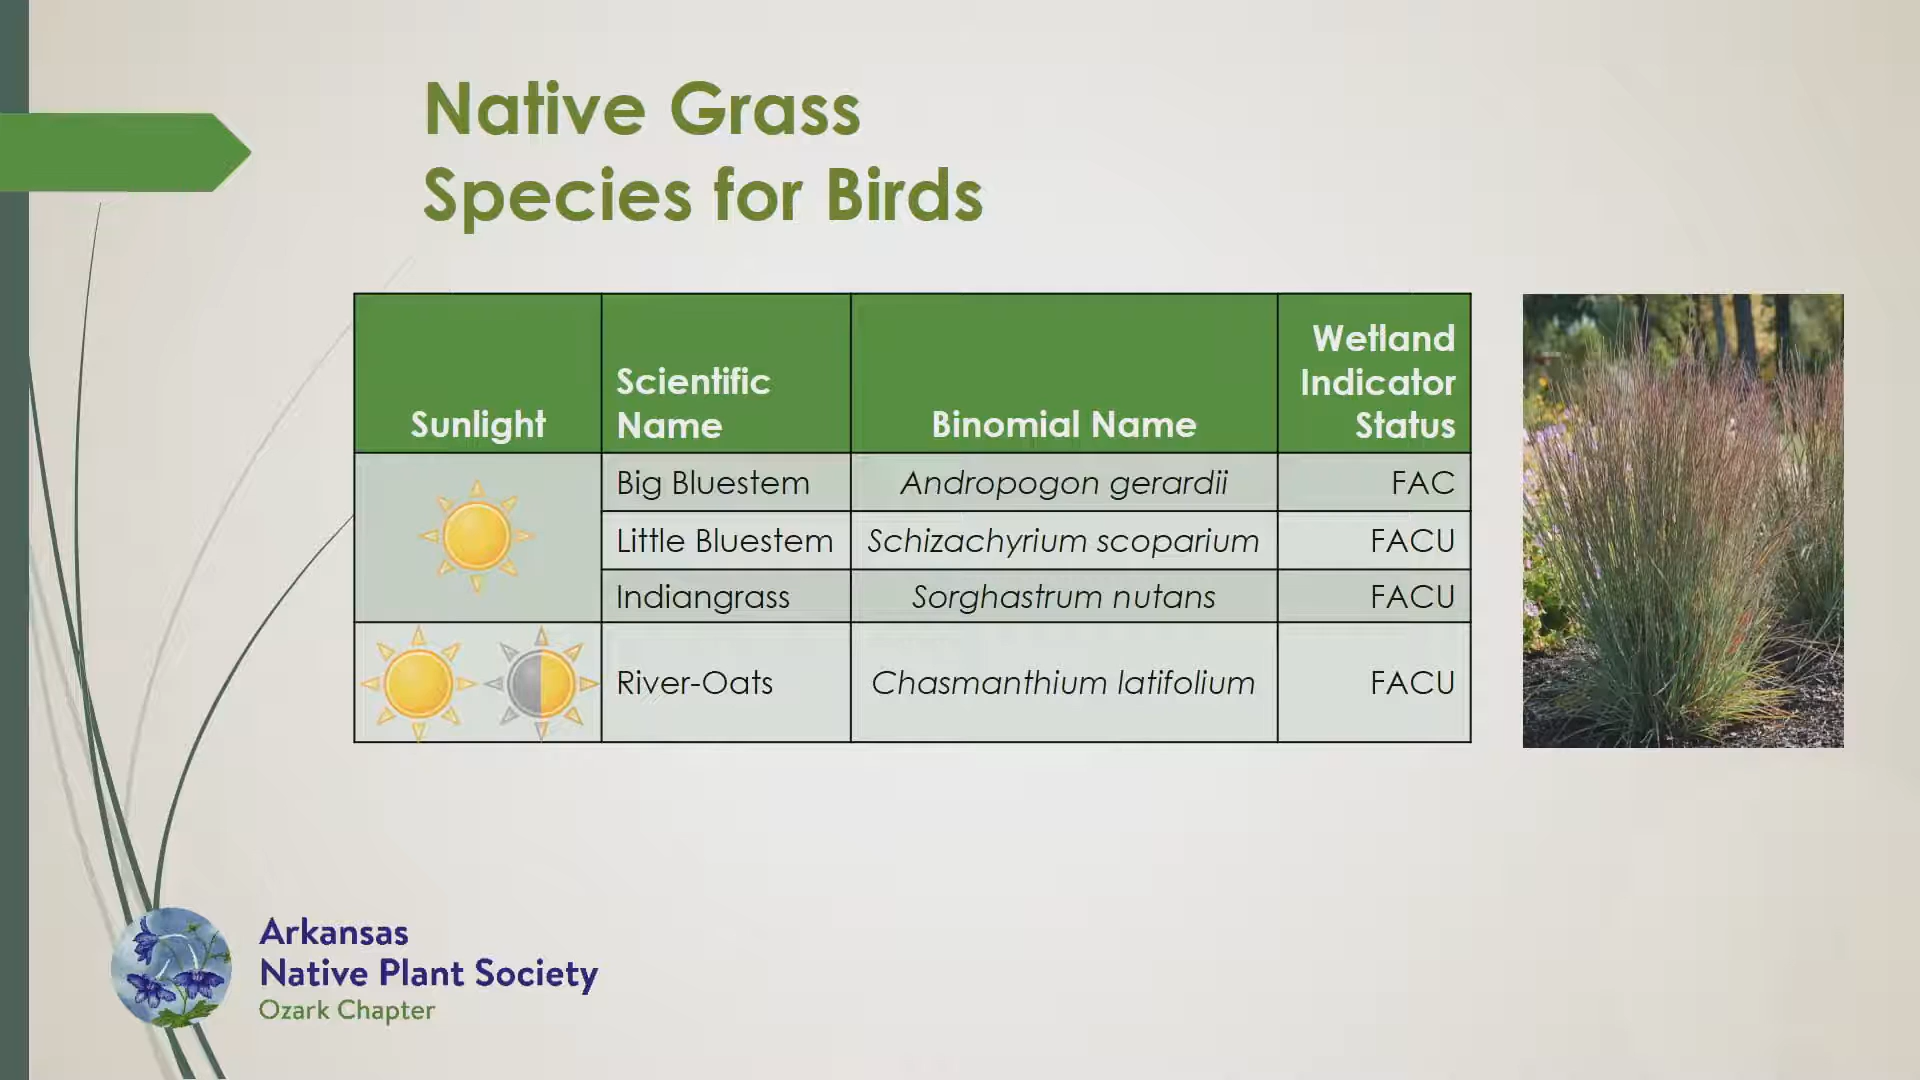 Native Grass
Species for Birds
Sunlight
Scientific
Name
Binomial Name
Wetland
Indicator
Status
Big Bluestem
Andropogon gerardii
FAC
Little Bluestem
Schizachyrium scoparium
FACU
Indiangrass
Sorghastrum nutans
FACU
River-Oats
Chasmanthium latifolium
FACU
Arkansas
Native Plant Society
Ozark Chapter